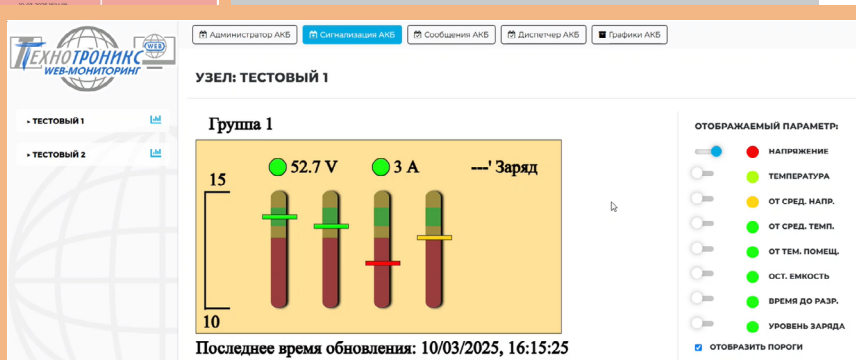 Администратор АКБ
Сигнализация АКБ
Сообщения АКБ
Диспетчер АКБ
Графики АКБ
ТЕХНОТРОНИКС
WEB
WEB-МОНИТОРИНГ
УЗЕЛ: ТЕСТОВЫЙ 1
ТЕСТОВЫЙ 1
ТЕСТОВЫЙ 2
Группа 1
52.7 V
3 A
---' Заряд
15
10
Последнее время обновления: 10/03/2025, 16:15:25
ОТОБРАЖАЕМЫЙ ПАРАМЕТР:
НАПРЯЖЕНИЕ
ТЕМПЕРАТУРА
ОТ СРЕД. НАПР.
ОТ СРЕД. ТЕМП.
ОТ ТЕМ. ПОМЕЩ.
ОСТ. ЕМКОСТЬ
ВРЕМЯ ДО РАЗР.
УРОВЕНЬ ЗАРЯДА
ОТОБРАЗИТЬ ПОРОГИ